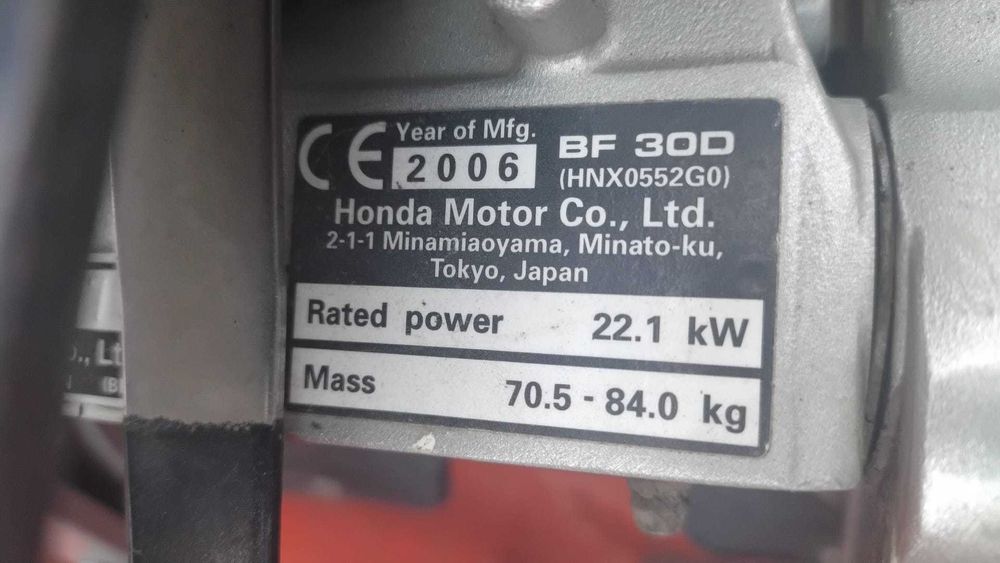 CE Year of Mfg. BF 30D
2006 (HNX0552G0)
Honda Motor Co., Ltd.
2-1-1 Minamiaoyama, Minato-ku,
Tokyo, Japan
Rated power 22.1 kW
Mass 70.5 - 84.0 kg